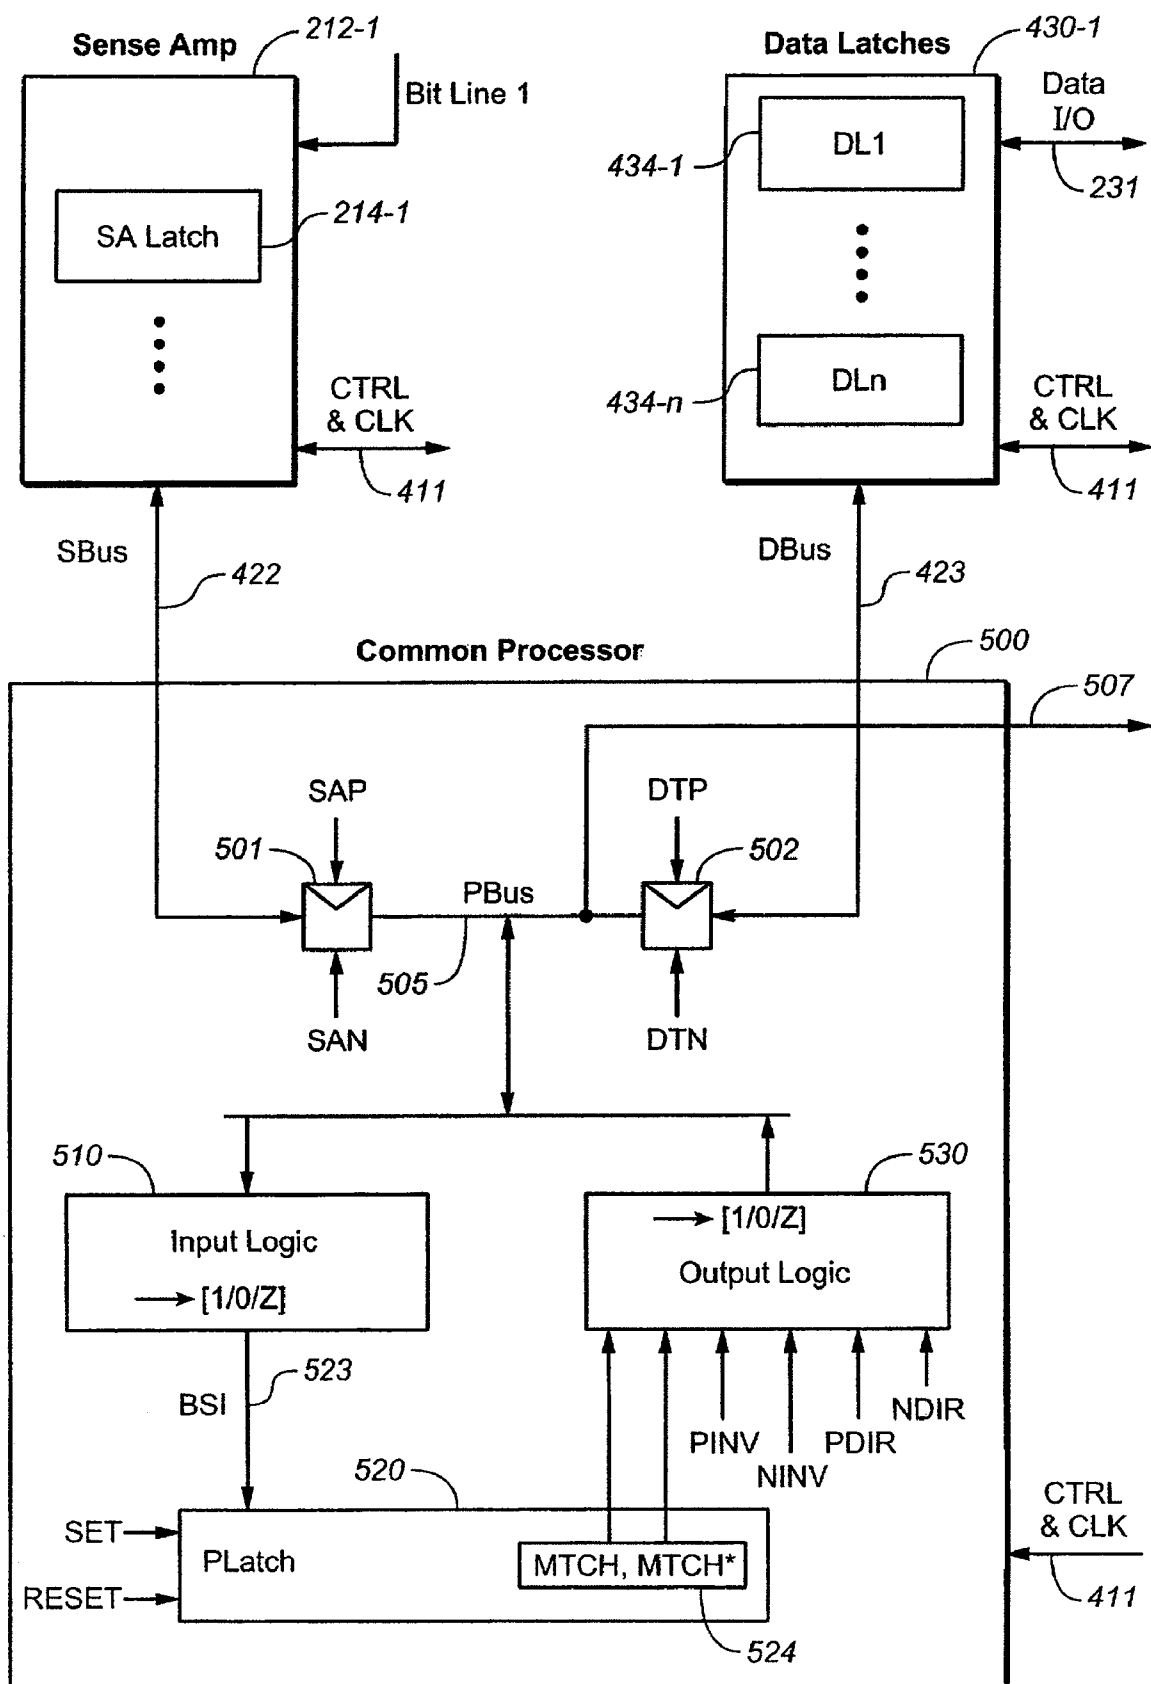 Sense Amp
212-1
Bit Line 1
SA Latch
214-1
CTRL
& CLK
411
Data Latches
430-1
Data
I/O
231
DL1
434-1
DLn
434-n
CTRL
& CLK
411
SBus
422
DBus
423
Common Processor
500
507
SAP
501
SAN
PBus
505
DTP
502
DTN
510
Input Logic
[1/0/Z]
530
[1/0/Z]
Output Logic
BSI
523
PINV
NINV
PDIR
NDIR
520
SET
RESET
PLatch
MTCH, MTCH*
524
CTRL
& CLK
411